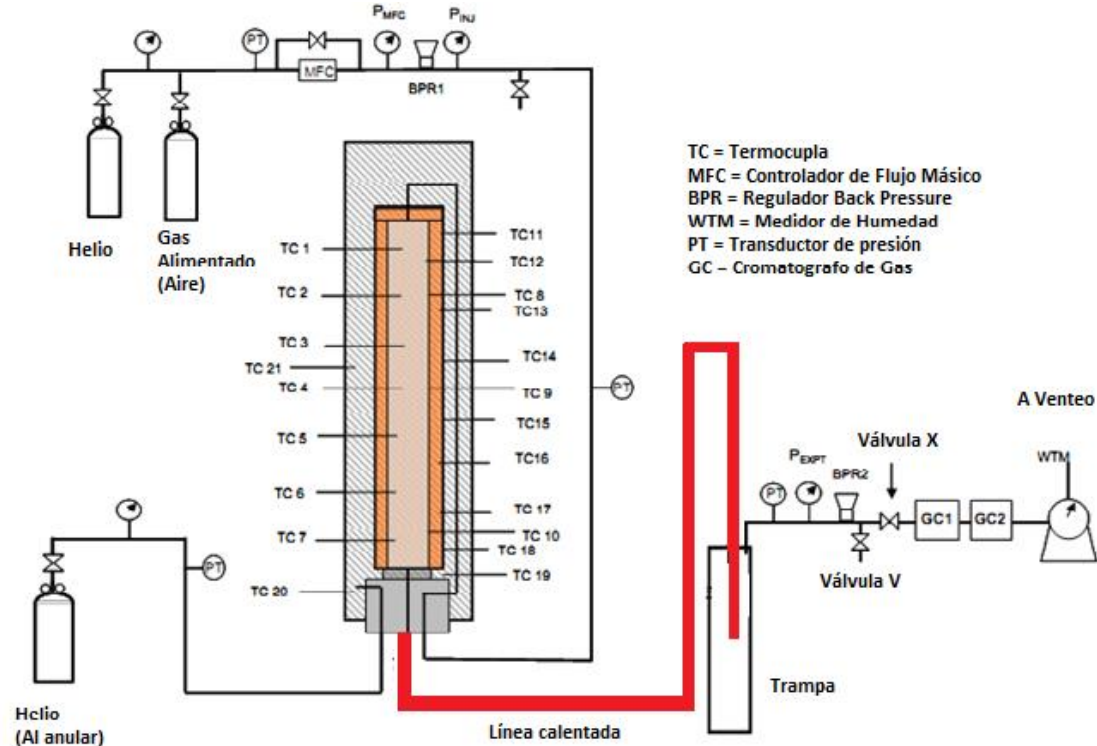 P_MFC
P_INJ
PT
MFC
BPR1
Helio
Gas
Alimentado
(Aire)
TC = Termocupla
MFC = Controlador de Flujo Másico
BPR = Regulador Back Pressure
WTM = Medidor de Humedad
PT = Transductor de presión
GC – Cromatografo de Gas
TC 1
TC 2
TC 3
TC 21
TC 4
TC 5
TC 6
TC 7
TC 20
TC11
TC12
TC 8
TC13
TC14
TC 9
TC15
TC16
TC 17
TC 10
TC 18
TC 19
PT
PT
Helio
(Al anular)
Línea calentada
A Venteo
Válvula X
WTM
P_EXPT
BPR2
PT
GC1
GC2
Válvula V
Trampa